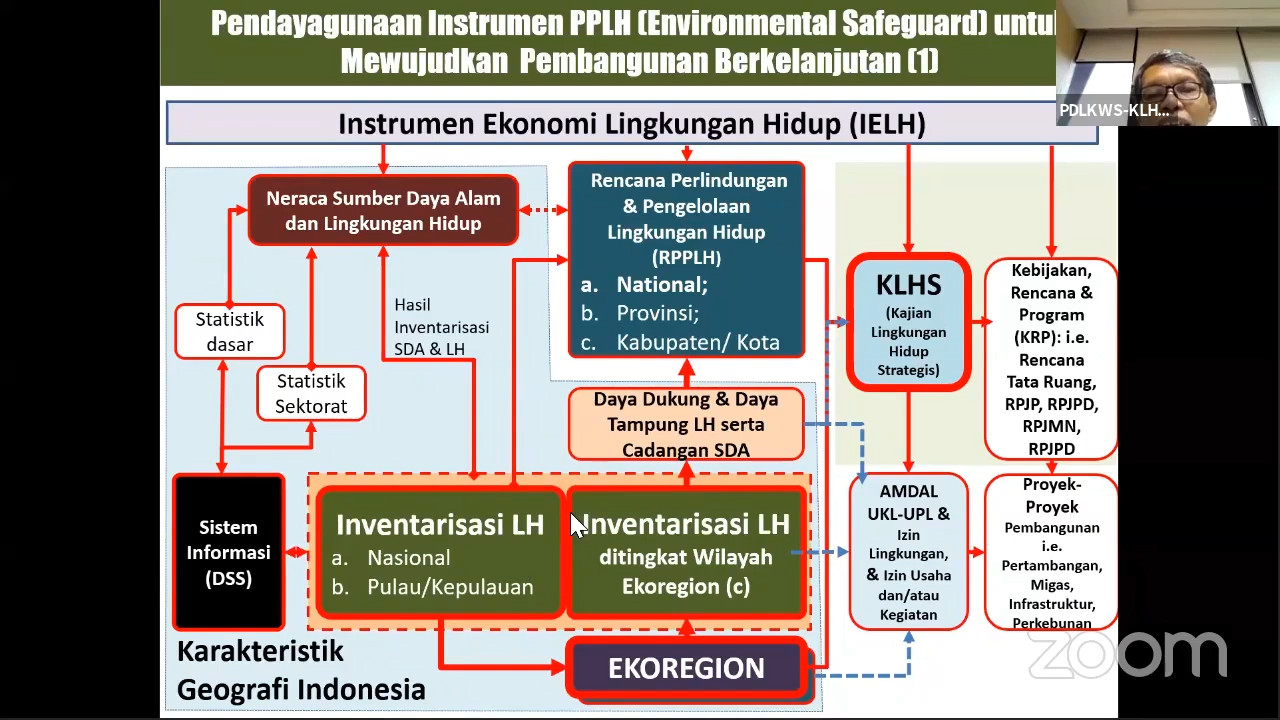 Pendayagunaan Instrumen PPLH (Environmental Safeguard) untuk
Mewujudkan Pembangunan Berkelanjutan (1)
PDLKWS-KLH...
Instrumen Ekonomi Lingkungan Hidup (IELH)
Neraca Sumber Daya Alam
dan Lingkungan Hidup
Rencana Perlindungan
& Pengelolaan
Lingkungan Hidup
(RPPLH)
a. National;
b. Provinsi;
c. Kabupaten/ Kota
KLHS
(Kajian
Lingkungan
Hidup
Strategis)
Kebijakan,
Rencana &
Program
(KRP): i.e.
Rencana
Tata Ruang,
RPJP, RPJPD,
RPJMN,
RPJPD
Statistik
dasar
Hasil
Inventarisasi
SDA & LH
Statistik
Sektorat
Daya Dukung & Daya
Tampung LH serta
Cadangan SDA
Sistem
Informasi
(DSS)
Inventarisasi LH
a. Nasional
b. Pulau/Kepulauan
Inventarisasi LH
ditingkat Wilayah
Ekoregion (c)
AMDAL
UKL-UPL &
Izin
Lingkungan,
& Izin Usaha
dan/atau
Kegiatan
Proyek-
Proyek
Pembangunan
i.e.
Pertambangan,
Migas,
Infrastruktur,
Perkebunan
Karakteristik
Geografi Indonesia
EKOREGION
zoom